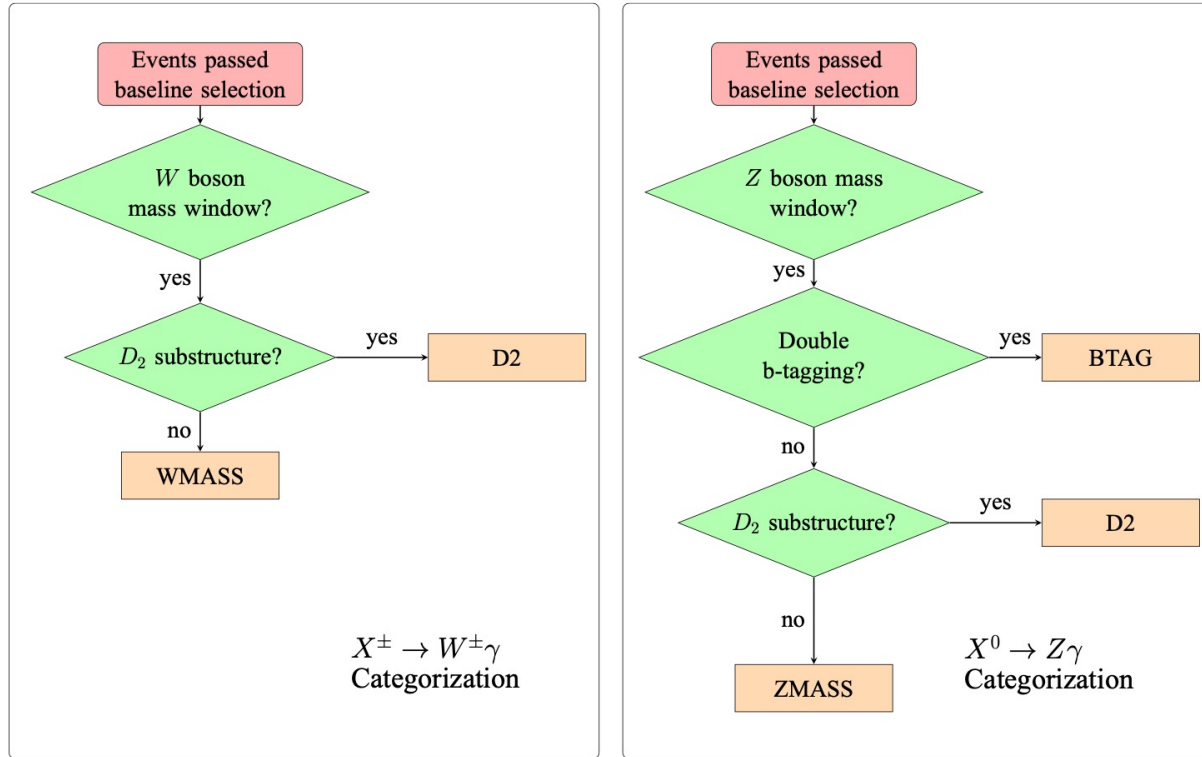 Events passed
baseline selection
W boson
mass window?
yes
D₂ substructure?
yes
D2
no
WMASS
X± → W±γ
Categorization
Events passed
baseline selection
Z boson mass
window?
yes
Double
b-tagging?
yes
BTAG
no
D₂ substructure?
yes
D2
no
ZMASS
X⁰ → Zγ
Categorization